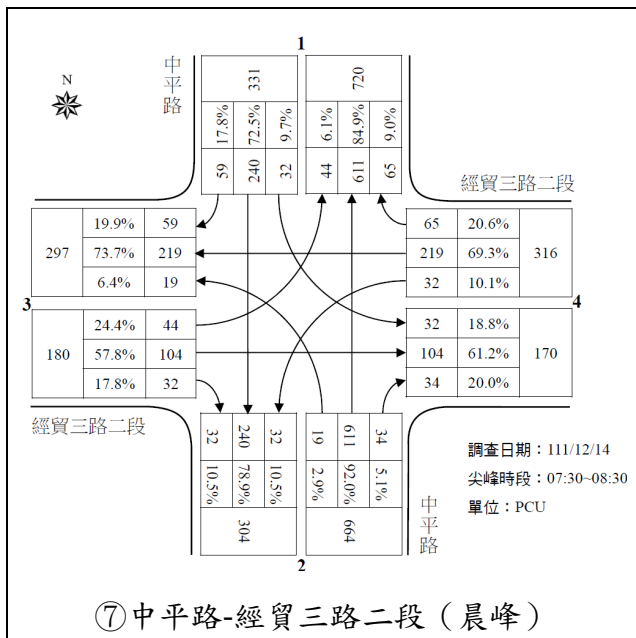 1
中平路
N
331 720
17.8% 72.5% 9.7% 6.1% 84.9% 9.0%
59 240 32 44 611 65
經貿三路二段
19.9% 59
297 73.7% 219
6.4% 19
65 20.6%
219 69.3% 316
32 10.1%
3
4
24.4% 44
180 57.8% 104
17.8% 32
32 18.8%
104 61.2% 170
34 20.0%
經貿三路二段
32 240 32 19 611 34
10.5% 78.9% 10.5% 2.9% 92.0% 5.1%
304 664
2
中平路
調查日期：111/12/14
尖峰時段：07:30~08:30
單位：PCU
⑦中平路-經貿三路二段（晨峰）